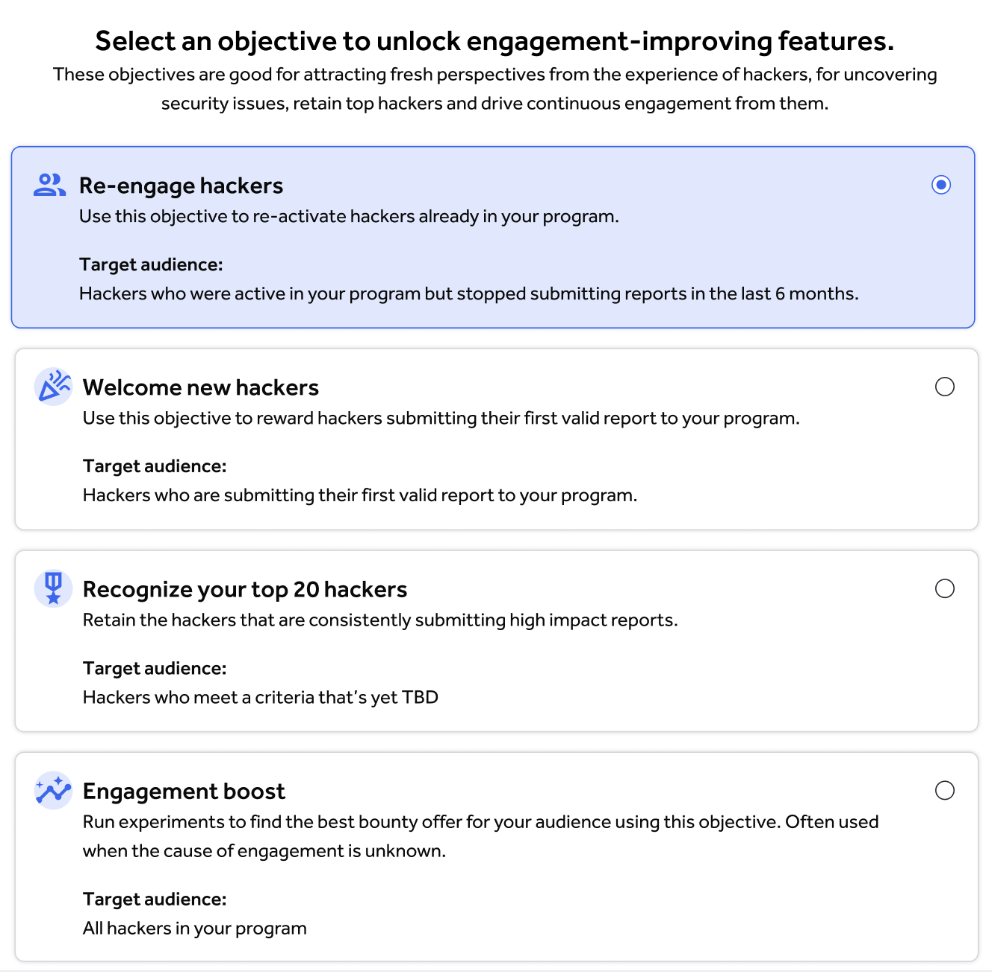 Select an objective to unlock engagement-improving features.
These objectives are good for attracting fresh perspectives from the experience of hackers, for uncovering
security issues, retain top hackers and drive continuous engagement from them.
Re-engage hackers
Use this objective to re-activate hackers already in your program.
Target audience:
Hackers who were active in your program but stopped submitting reports in the last 6 months.
Welcome new hackers
Use this objective to reward hackers submitting their first valid report to your program.
Target audience:
Hackers who are submitting their first valid report to your program.
Recognize your top 20 hackers
Retain the hackers that are consistently submitting high impact reports.
Target audience:
Hackers who meet a criteria that's yet TBD
Engagement boost
Run experiments to find the best bounty offer for your audience using this objective. Often used
when the cause of engagement is unknown.
Target audience:
All hackers in your program